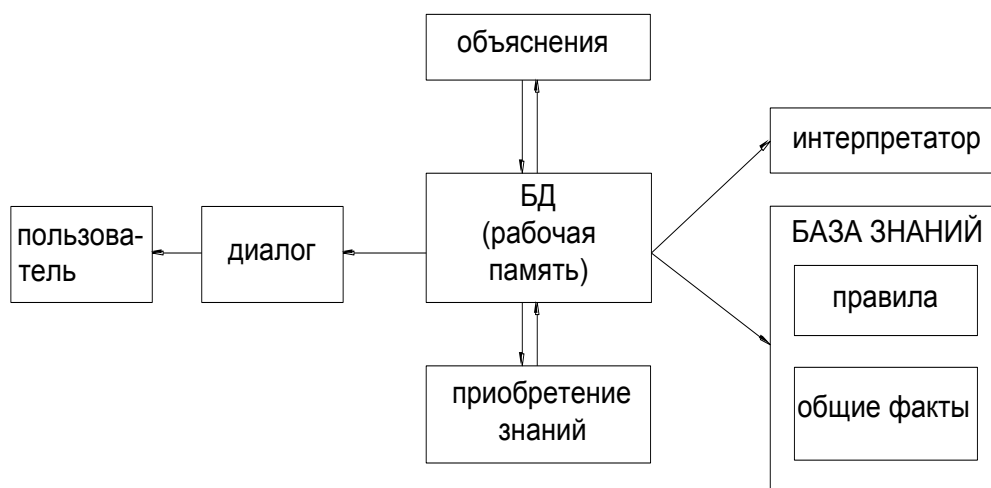 объяснения
интерпретатор
БД
(рабочая
память)
пользова-
тель
диалог
БАЗА ЗНАНИЙ
правила
приобретение
знаний
общие факты